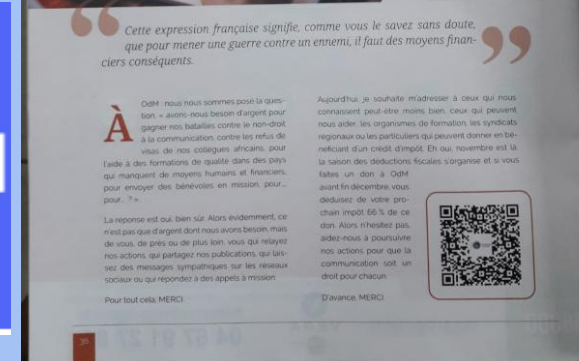 Cette expression française signifie, comme vous le savez sans doute,
que pour mener une guerre contre un ennemi, il faut des moyens finan-
ciers conséquents.
À OdM : nous nous sommes posé la ques-
tion, « avons-nous besoin d'argent pour
gagner nos batailles contre le non-droit
à la communication, contre les refus de
visas de nos collègues africains, pour
l'aide à des formations de qualité dans des pays
qui manquent de moyens humains et financiers,
pour envoyer des bénévoles en mission, pour...
pour... ? ».
La réponse est oui, bien sûr. Alors évidemment, ce
n'est pas que d'argent dont nous avons besoin, mais
de vous, de près ou de plus loin, vous qui relayez
nos actions, qui partagez nos publications, qui lais-
sez des messages sympathiques sur les réseaux
sociaux ou qui répondez à des appels à mission.
Pour tout cela, MERCI.
Aujourd'hui, je souhaite m'adresser à ceux qui nous
connaissent peut-être moins bien, ceux qui peuvent
nous aider, les organismes de formation, les syndicats
régionaux ou les particuliers qui peuvent donner en bé-
néficiant d'un crédit d'impôt. Eh oui, novembre est là,
la saison des déductions fiscales s'organise et si vous
faites un don à OdM
avant fin décembre, vous
déduisez de votre pro-
chain impôt 66 % de ce
don. Alors n'hésitez pas,
aidez-nous à poursuivre
nos actions pour que la
communication soit un
droit pour chacun.
D'avance, MERCI.
36